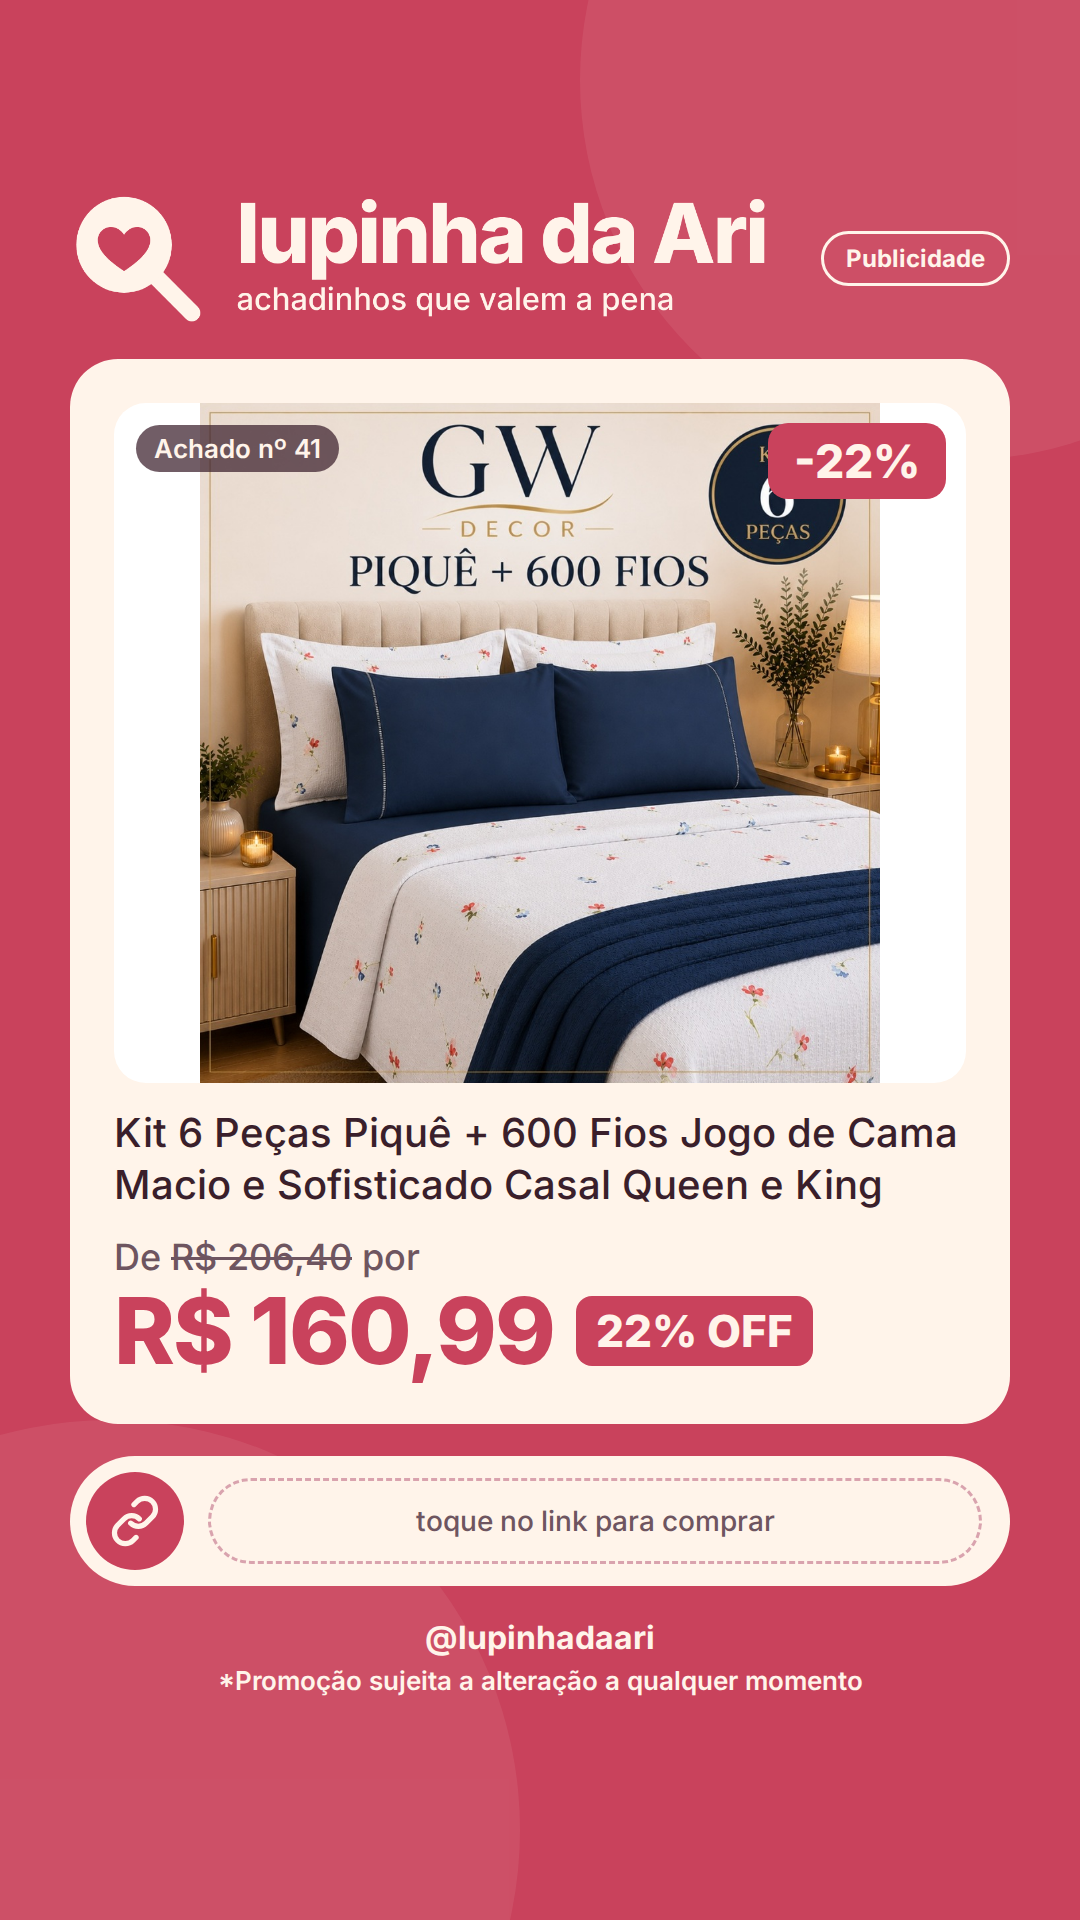 lupinha da Ari
achadinhos que valem a pena
Publicidade
Achado nº 41
-22%
GW
DECOR
PIQUÊ + 600 FIOS
6
PEÇAS
Kit 6 Peças Piquê + 600 Fios Jogo de Cama
Macio e Sofisticado Casal Queen e King
De R$ 206,40 por
R$ 160,99
22% OFF
toque no link para comprar
@lupinhadaari
*Promoção sujeita a alteração a qualquer momento